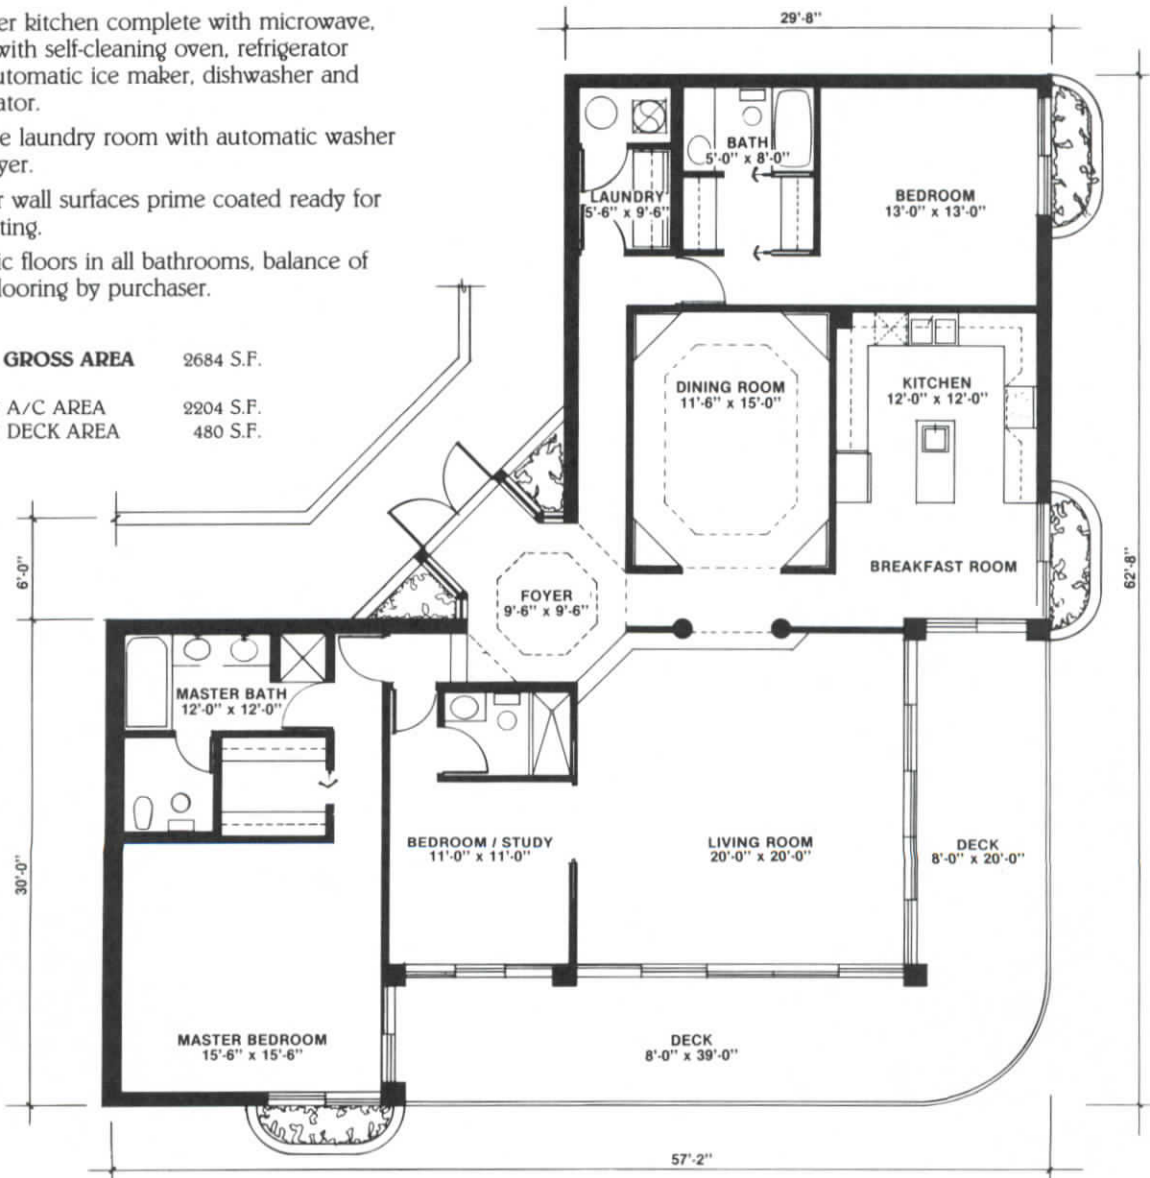 er kitchen complete with microwave,
with self-cleaning oven, refrigerator
utomatic ice maker, dishwasher and
ator.
e laundry room with automatic washer
yer.
r wall surfaces prime coated ready for
ting.
ic floors in all bathrooms, balance of
looring by purchaser.
GROSS AREA 2684 S.F.
A/C AREA 2204 S.F.
DECK AREA 480 S.F.
29'-8"
BATH
5'-0" x 8'-0"
LAUNDRY
5'-6" x 9'-6"
BEDROOM
13'-0" x 13'-0"
DINING ROOM
11'-6" x 15'-0"
KITCHEN
12'-0" x 12'-0"
BREAKFAST ROOM
62'-8"
6'-0"
FOYER
9'-6" x 9'-6"
MASTER BATH
12'-0" x 12'-0"
BEDROOM / STUDY
11'-0" x 11'-0"
LIVING ROOM
20'-0" x 20'-0"
DECK
8'-0" x 20'-0"
30'-0"
MASTER BEDROOM
15'-6" x 15'-6"
DECK
8'-0" x 39'-0"
57'-2"